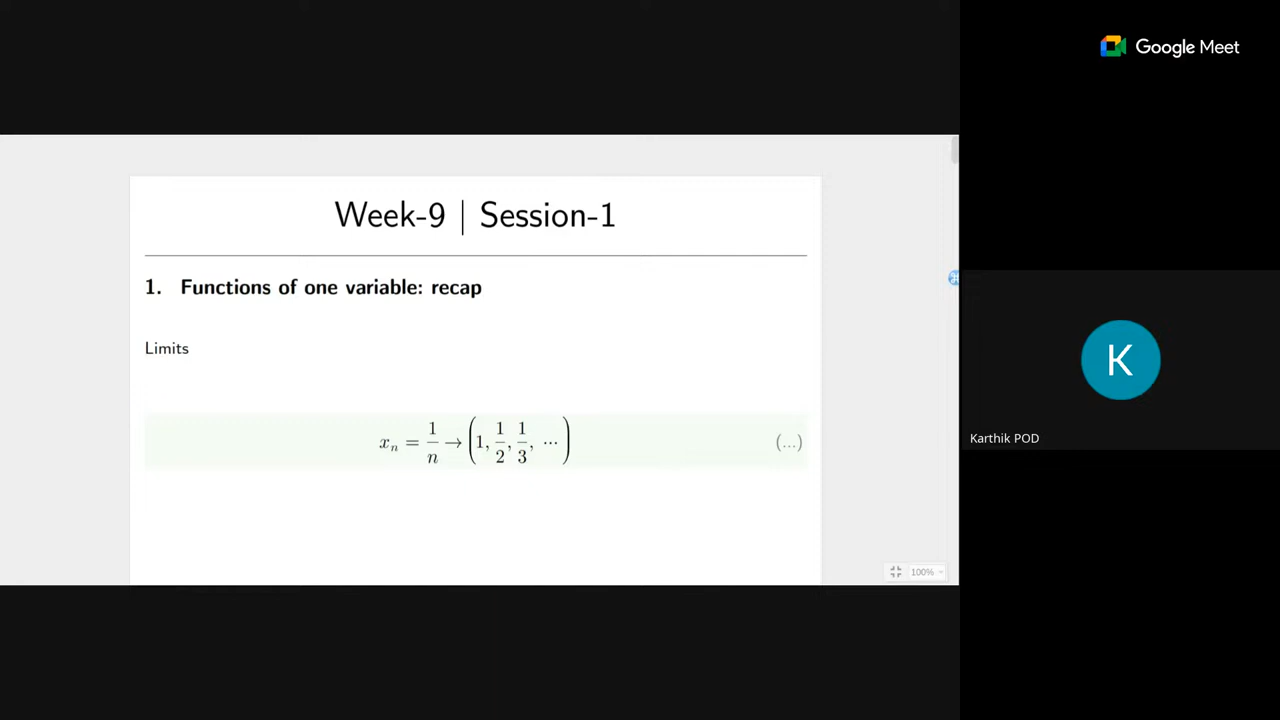 Google Meet
Week-9 | Session-1
1. Functions of one variable: recap
Limits
xₙ = 1/n → (1, 1/2, 1/3, ⋯) (...)
100%
K
Karthik POD